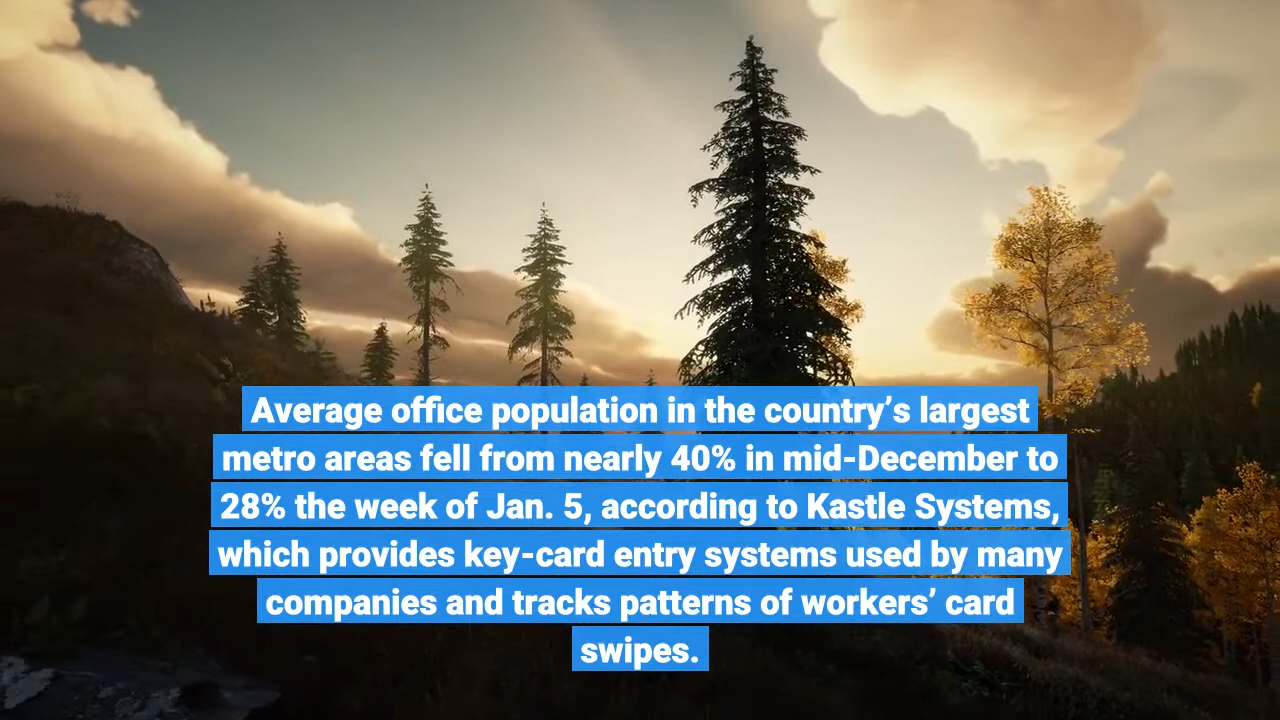 Average office population in the country’s largest
metro areas fell from nearly 40% in mid-December to
28% the week of Jan. 5, according to Kastle Systems,
which provides key-card entry systems used by many
companies and tracks patterns of workers’ card
swipes.